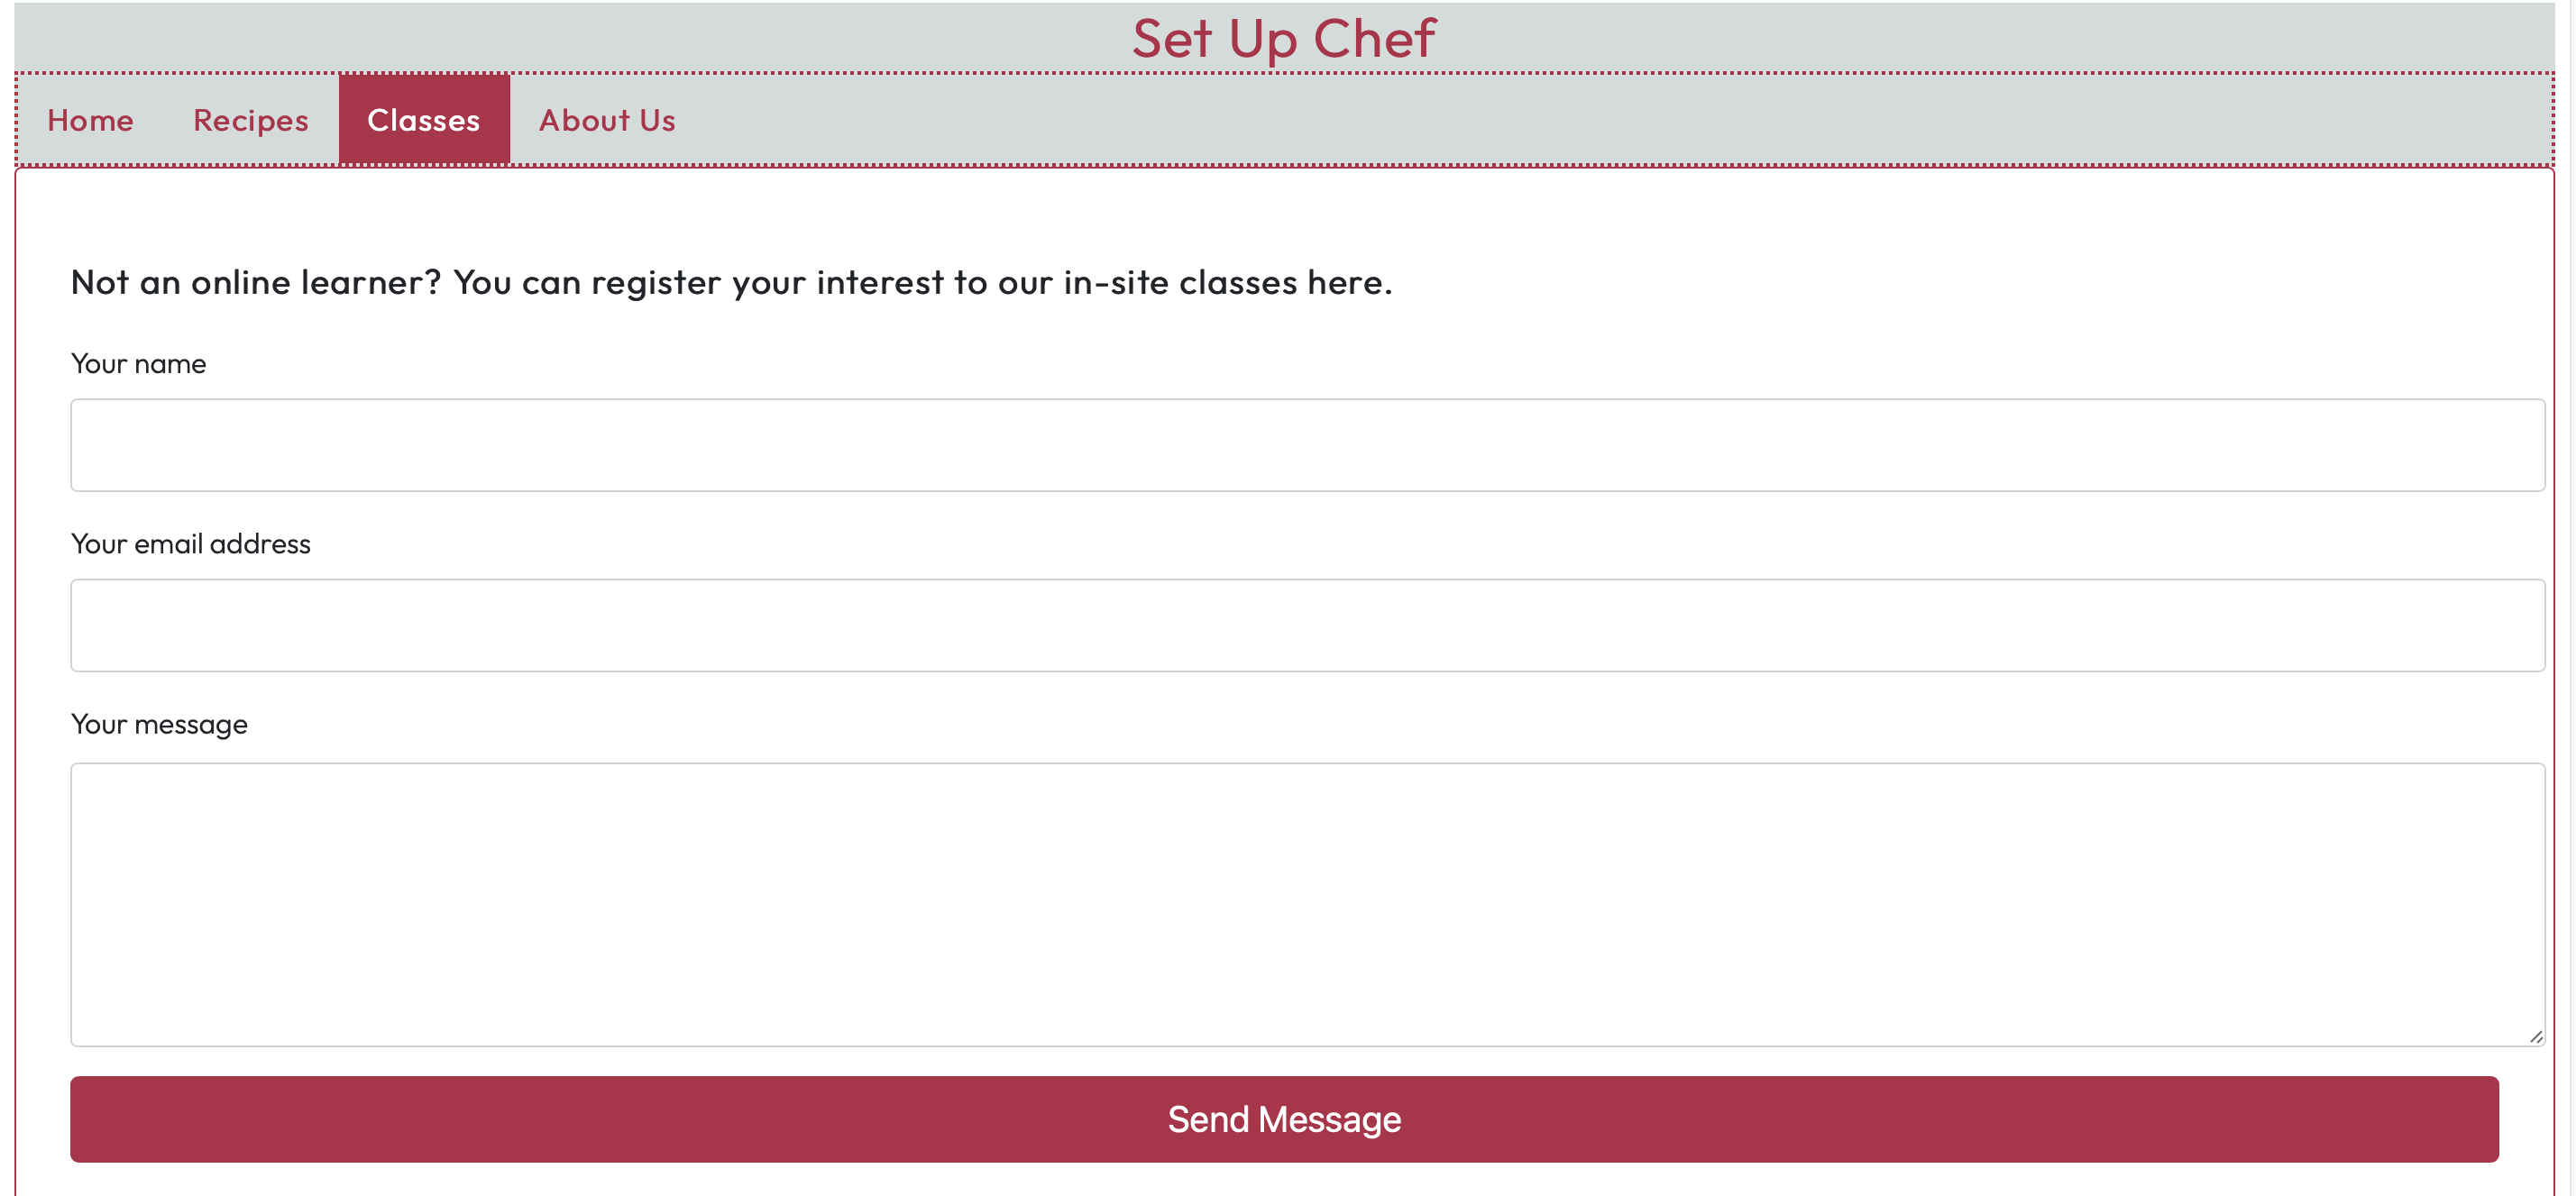 Set Up Chef
Home Recipes Classes About Us
Not an online learner? You can register your interest to our in-site classes here.
Your name
Your email address
Your message
Send Message